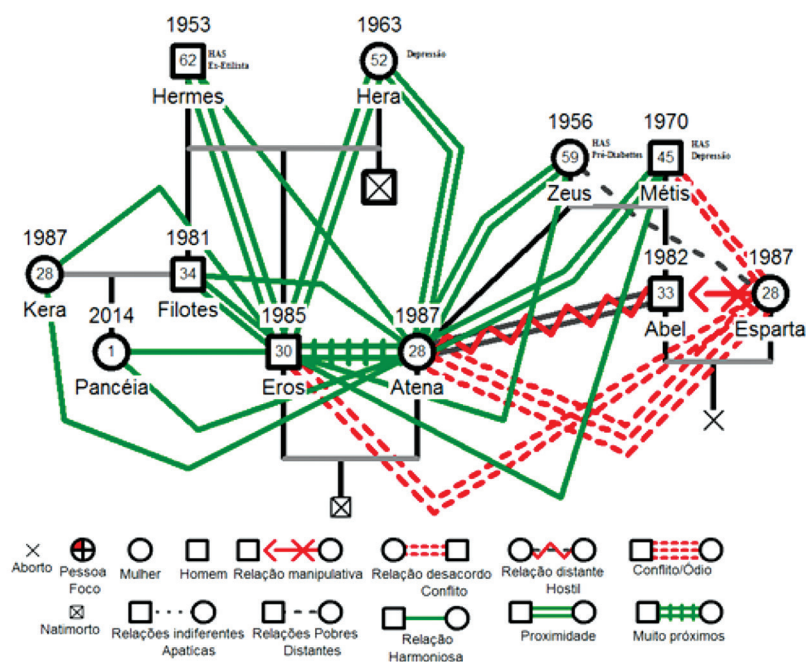 1953
1963
62
HAS
Ex-Etilista
52
Depressão
Hermes
Hera
1956
1970
59
HAS
Pré-Diabettes
45
HAS
Depressão
Zeus
Métis
1987
1981
1982
1987
28
34
33
28
Kera
Filotes
Abel
Esparta
2014
1985
1987
1
30
28
Pancéia
Eros
Atena
Aborto
Pessoa
Foco
Mulher
Homem
Relação manipulativa
Relação desacordo
Conflito
Relação distante
Hostil
Conflito/Ódio
Natimorto
Relações indiferentes
Apaticas
Relações Pobres
Distantes
Relação
Harmoniosa
Proximidade
Muito próximos